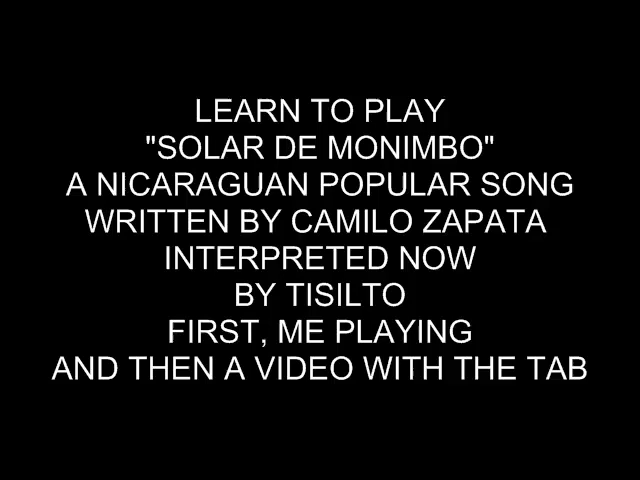 LEARN TO PLAY
"SOLAR DE MONIMBO"
A NICARAGUAN POPULAR SONG
WRITTEN BY CAMILO ZAPATA
INTERPRETED NOW
BY TISILTO
FIRST, ME PLAYING
AND THEN A VIDEO WITH THE TAB